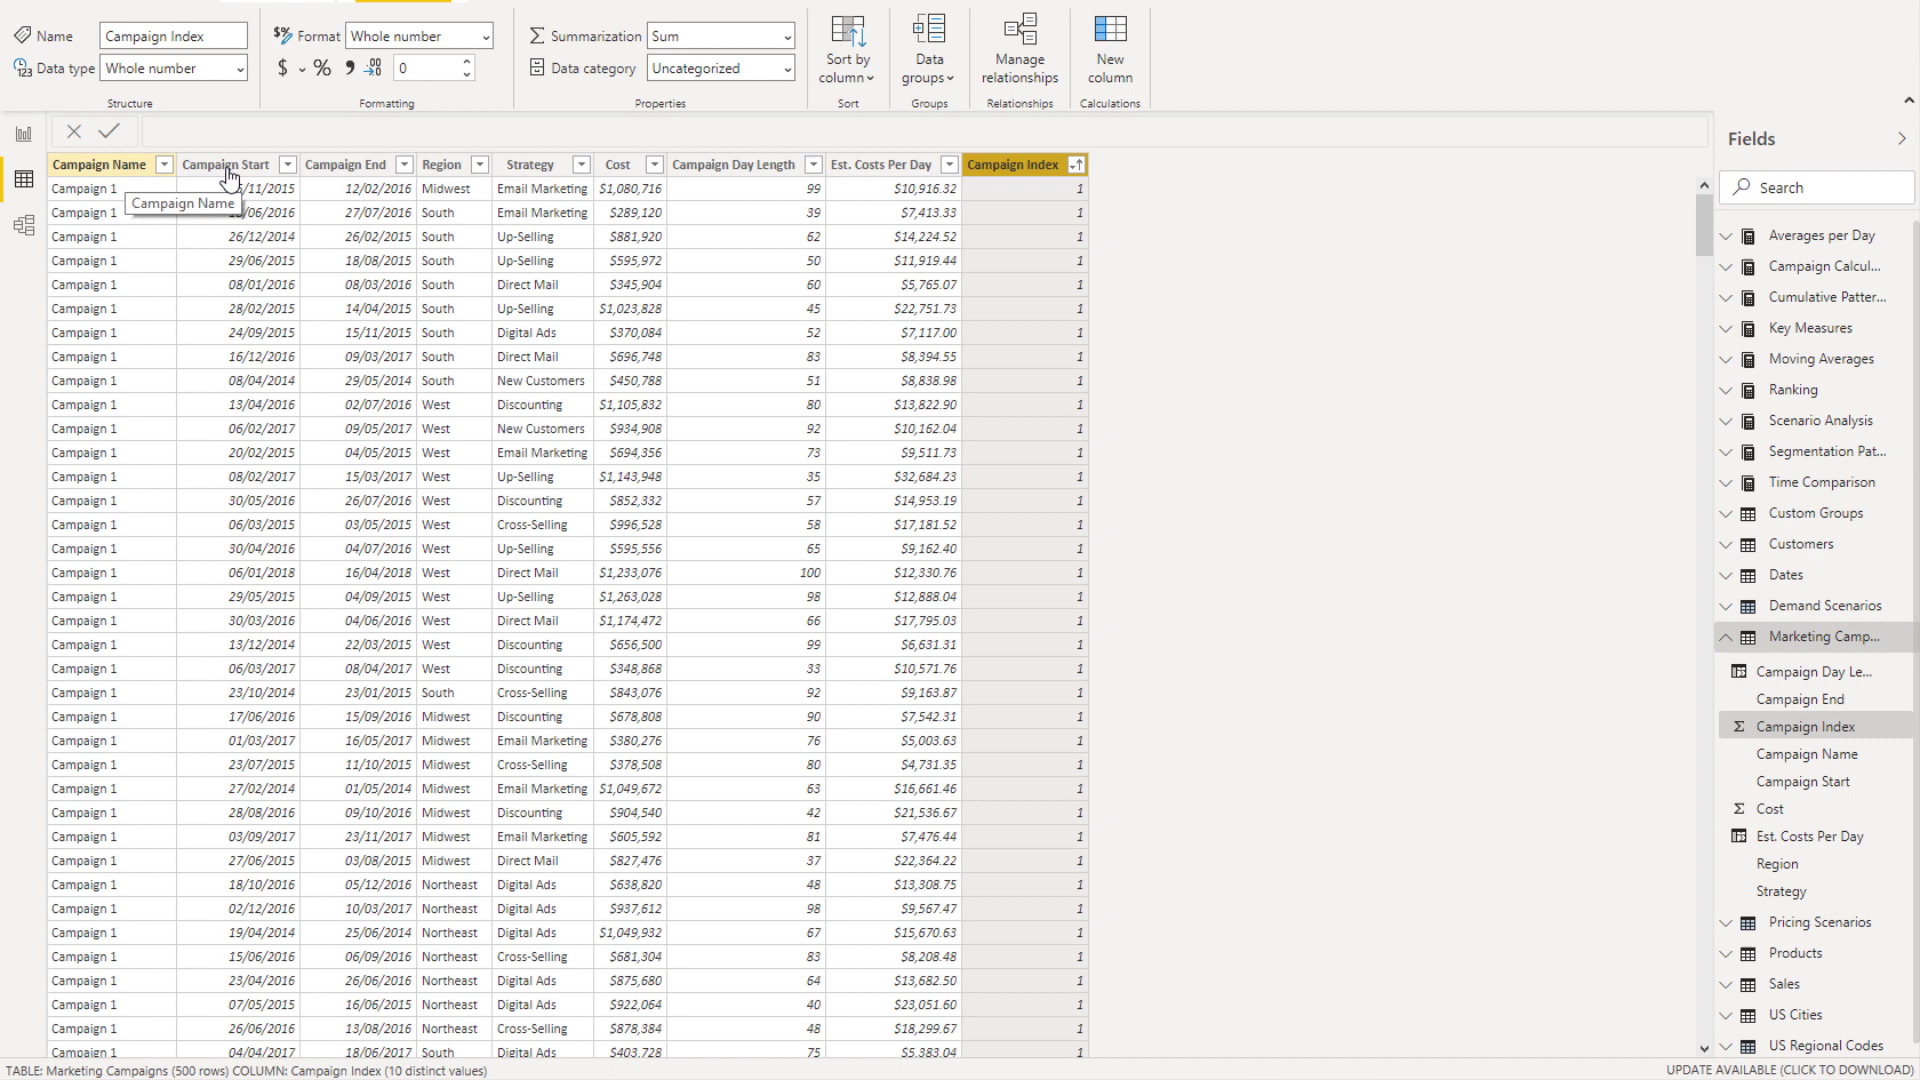 Name Campaign Index Format Whole number Summarization Sum Sort by column Data groups Manage relationships New column
Data type Whole number $ % 0 Data category Uncategorized
Structure Formatting Properties Sort Groups Relationships Calculations
Campaign Name Campaign Start Campaign End Region Strategy Cost Campaign Day Length Est. Costs Per Day Campaign Index
Campaign 1 /11/2015 12/02/2016 Midwest Email Marketing $1,080,716 99 $10,916.32 1
Campaign Name
Campaign 1 /06/2016 27/07/2016 South Email Marketing $289,120 39 $7,413.33 1
Campaign 1 26/12/2014 26/02/2015 South Up-Selling $881,920 62 $14,224.52 1
Campaign 1 29/06/2015 18/08/2015 South Up-Selling $595,972 50 $11,919.44 1
Campaign 1 08/01/2016 08/03/2016 South Direct Mail $345,904 60 $5,765.07 1
Campaign 1 28/02/2015 14/04/2015 South Up-Selling $1,023,828 45 $22,751.73 1
Campaign 1 24/09/2015 15/11/2015 South Digital Ads $370,084 52 $7,117.00 1
Campaign 1 16/12/2016 09/03/2017 South Direct Mail $696,748 83 $8,394.55 1
Campaign 1 08/04/2014 29/05/2014 South New Customers $450,788 51 $8,838.98 1
Campaign 1 13/04/2016 02/07/2016 West Discounting $1,105,832 80 $13,822.90 1
Campaign 1 06/02/2017 09/05/2017 West New Customers $934,908 92 $10,162.04 1
Campaign 1 20/02/2015 04/05/2015 West Email Marketing $694,356 73 $9,511.73 1
Campaign 1 08/02/2017 15/03/2017 West Up-Selling $1,143,948 35 $32,684.23 1
Campaign 1 30/05/2016 26/07/2016 West Discounting $852,332 57 $14,953.19 1
Campaign 1 06/03/2015 03/05/2015 West Cross-Selling $996,528 58 $17,181.52 1
Campaign 1 30/04/2016 04/07/2016 West Up-Selling $595,556 65 $9,162.40 1
Campaign 1 06/01/2018 16/04/2018 West Direct Mail $1,233,076 100 $12,330.76 1
Campaign 1 29/05/2015 04/09/2015 West Up-Selling $1,263,028 98 $12,888.04 1
Campaign 1 30/03/2016 04/06/2016 West Direct Mail $1,174,472 66 $17,795.03 1
Campaign 1 13/12/2014 22/03/2015 West Discounting $656,500 99 $6,631.31 1
Campaign 1 06/03/2017 08/04/2017 West Discounting $348,868 33 $10,571.76 1
Campaign 1 23/10/2014 23/01/2015 South Cross-Selling $843,076 92 $9,163.87 1
Campaign 1 17/06/2016 15/09/2016 Midwest Discounting $678,808 90 $7,542.31 1
Campaign 1 01/03/2017 16/05/2017 Midwest Email Marketing $380,276 76 $5,003.63 1
Campaign 1 23/07/2015 11/10/2015 Midwest Cross-Selling $378,508 80 $4,731.35 1
Campaign 1 27/02/2014 01/05/2014 Midwest Email Marketing $1,049,672 63 $16,661.46 1
Campaign 1 28/08/2016 09/10/2016 Midwest Discounting $904,540 42 $21,536.67 1
Campaign 1 03/09/2017 23/11/2017 Midwest Email Marketing $605,592 81 $7,476.44 1
Campaign 1 27/06/2015 03/08/2015 Midwest Direct Mail $827,476 37 $22,364.22 1
Campaign 1 18/10/2016 05/12/2016 Northeast Digital Ads $638,820 48 $13,308.75 1
Campaign 1 02/12/2016 10/03/2017 Northeast Digital Ads $937,612 98 $9,567.47 1
Campaign 1 19/04/2014 25/06/2014 Northeast Digital Ads $1,049,932 67 $15,670.63 1
Campaign 1 15/06/2016 06/09/2016 Northeast Cross-Selling $681,304 83 $8,208.48 1
Campaign 1 23/04/2016 26/06/2016 Northeast Digital Ads $875,680 64 $13,682.50 1
Campaign 1 07/05/2015 16/06/2015 Northeast Digital Ads $922,064 40 $23,051.60 1
Campaign 1 26/06/2016 13/08/2016 Northeast Cross-Selling $878,384 48 $18,299.67 1
Campaign 1 04/04/2017 18/06/2017 South Digital Ads $403,728 75 $5,383.04 1
Fields
Search
Averages per Day
Campaign Calcul...
Cumulative Patter...
Key Measures
Moving Averages
Ranking
Scenario Analysis
Segmentation Pat...
Time Comparison
Custom Groups
Customers
Dates
Demand Scenarios
Marketing Camp...
Campaign Day Le...
Campaign End
Campaign Index
Campaign Name
Campaign Start
Cost
Est. Costs Per Day
Region
Strategy
Pricing Scenarios
Products
Sales
US Cities
US Regional Codes
TABLE: Marketing Campaigns (500 rows) COLUMN: Campaign Index (10 distinct values)
UPDATE AVAILABLE (CLICK TO DOWNLOAD)